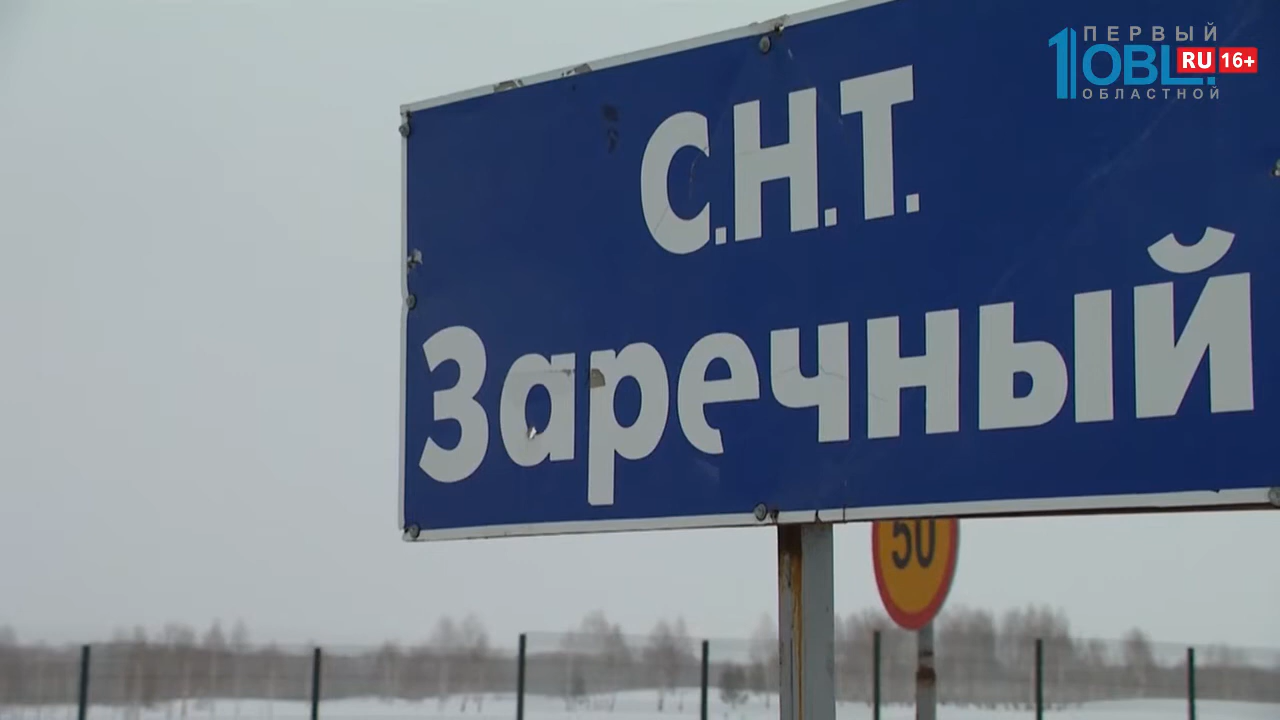 ПЕРВЫЙ
1OBL.
RU 16+
ОБЛАСТНОЙ
С.Н.Т.
Заречный
50